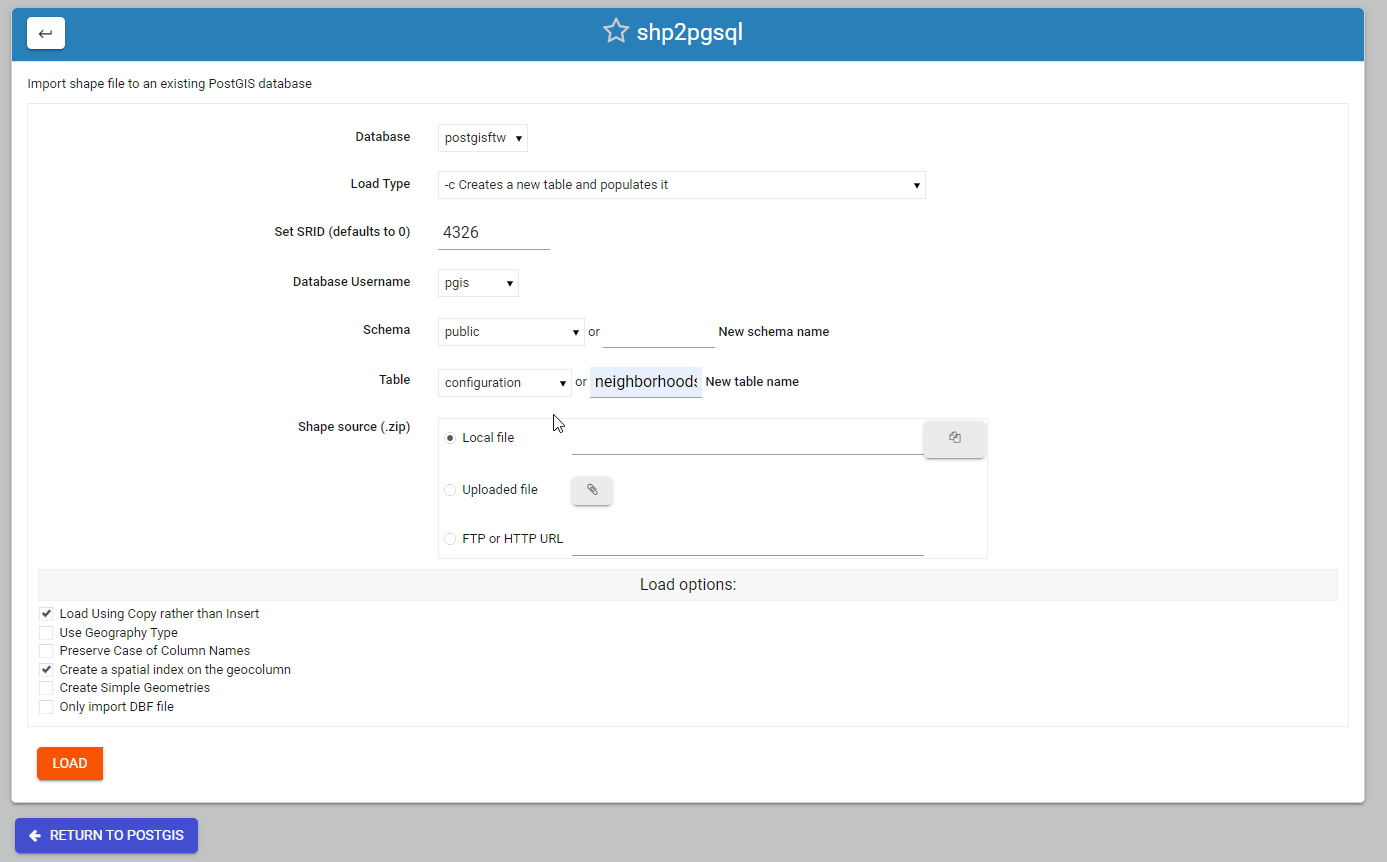 shp2pgsql
Import shape file to an existing PostGIS database
Database postgisftw
Load Type -c Creates a new table and populates it
Set SRID (defaults to 0) 4326
Database Username pgis
Schema public or New schema name
Table configuration or neighborhoods New table name
Shape source (.zip) Local file
Uploaded file
FTP or HTTP URL
Load options:
Load Using Copy rather than Insert
Use Geography Type
Preserve Case of Column Names
Create a spatial index on the geocolumn
Create Simple Geometries
Only import DBF file
LOAD
RETURN TO POSTGIS